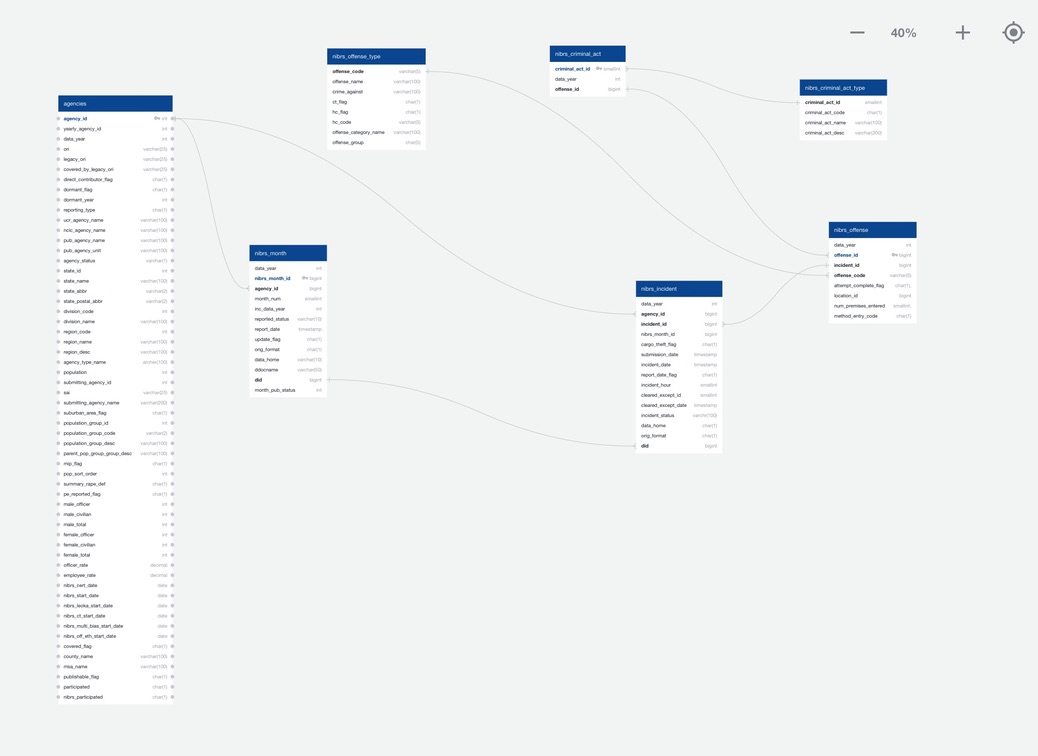 40%
nibrs_offense_type
offense_code varchar(5)
offense_name varchar(100)
crime_against varchar(100)
ct_flag char(1)
hc_flag char(1)
hc_code varchar(5)
offense_category_name varchar(100)
offense_group char(5)
nibrs_criminal_act
criminal_act_id smallint
data_year int
offense_id bigint
nibrs_criminal_act_type
criminal_act_id smallint
criminal_act_code char(1)
criminal_act_name varchar(100)
criminal_act_desc varchar(300)
agencies
agency_id int
yearly_agency_id int
data_year int
ori varchar(25)
legacy_ori varchar(25)
covered_by_legacy_ori varchar(25)
direct_contributor_flag char(1)
dormant_flag char(1)
dormant_year int
reporting_type char(1)
ucr_agency_name varchar(100)
ncic_agency_name varchar(100)
pub_agency_name varchar(100)
pub_agency_unit varchar(100)
agency_status varchar(1)
state_id int
state_name varchar(100)
state_abbr varchar(2)
state_postal_abbr varchar(2)
division_code int
division_name varchar(100)
region_code int
region_name varchar(100)
region_desc varchar(100)
agency_type_name archer(100)
population int
submitting_agency_id int
sai varchar(25)
submitting_agency_name varchar(200)
suburban_area_flag char(1)
population_group_id int
population_group_code varchar(2)
population_group_desc varchar(100)
parent_pop_group_group_desc varchar(100)
mip_flag char(1)
pop_sort_order int
summary_rape_def char(1)
pe_reported_flag char(1)
male_officer int
male_civilian int
male_total int
female_officer int
female_civilian int
female_total int
officer_rate decimal
employee_rate decimal
nibrs_cert_date date
nibrs_start_date date
nibrs_leoka_start_date date
nibrs_ct_start_date date
nibrs_multi_bias_start_date date
nibrs_off_eth_start_date date
covered_flag char(1)
county_name varchar(100)
msa_name varchar(100)
publishable_flag char(1)
participated char(1)
nibrs_participated char(1)
nibrs_month
data_year int
nibrs_month_id bigint
agency_id bigint
month_num smallint
inc_data_year int
reported_status varchar(10)
report_date timestamp
update_flag char(1)
orig_format char(1)
data_home varchar(10)
ddocname varchar(50)
did bigint
month_pub_status int
nibrs_incident
data_year int
agency_id bigint
incident_id bigint
nibrs_month_id bigint
cargo_theft_flag char(1)
submission_date timestamp
incident_date timestamp
report_date_flag char(1)
incident_hour smallint
cleared_except_id smallint
cleared_except_date timestamp
incident_status varchr(100)
data_home char(1)
orig_format char(1)
did bigint
nibrs_offense
data_year int
offense_id bigint
incident_id bigint
offense_code varchar(5)
attempt_complete_flag char(1),
location_id bigint
num_premises_entered smallint,
method_entry_code char(1)